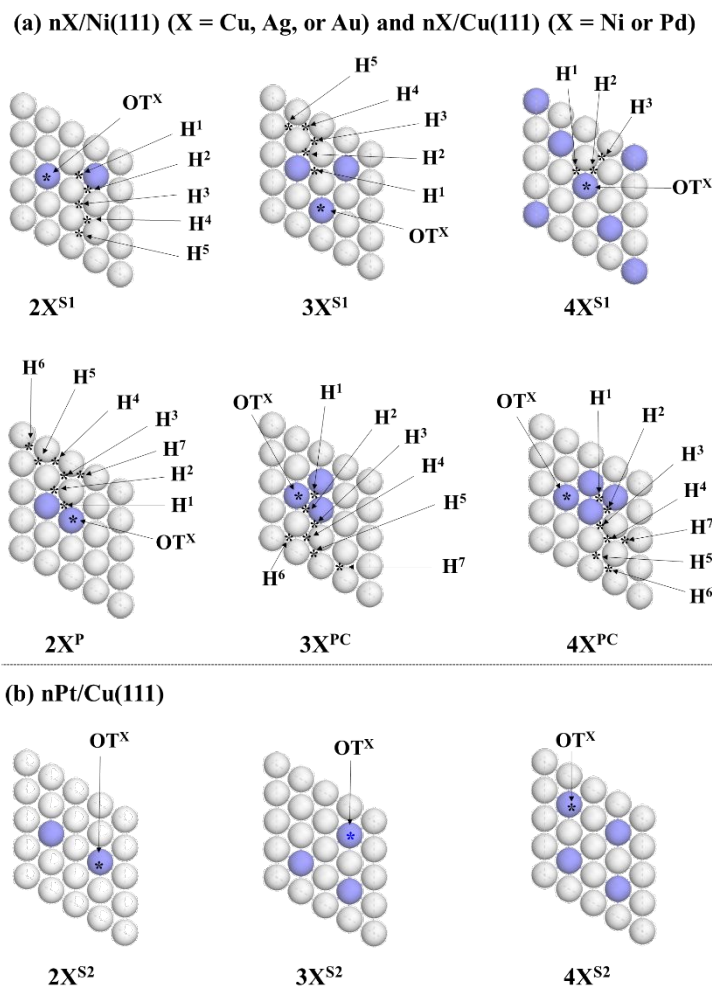 (a) nX/Ni(111) (X = Cu, Ag, or Au) and nX/Cu(111) (X = Ni or Pd)
OTˣ
H¹
H²
H³
H⁴
H⁵
2Xˢ¹
H⁵
H⁴
H³
H²
H¹
OTˣ
3Xˢ¹
H¹
H²
H³
OTˣ
4Xˢ¹
H⁶
H⁵
H⁴
H³
H⁷
H²
H¹
OTˣ
2Xᴾ
OTˣ
H¹
H²
H³
H⁴
H⁵
H⁶
H⁷
3Xᴾᶜ
OTˣ
H¹
H²
H³
H⁴
H⁷
H⁵
H⁶
4Xᴾᶜ
(b) nPt/Cu(111)
OTˣ
2Xˢ²
OTˣ
3Xˢ²
OTˣ
4Xˢ²